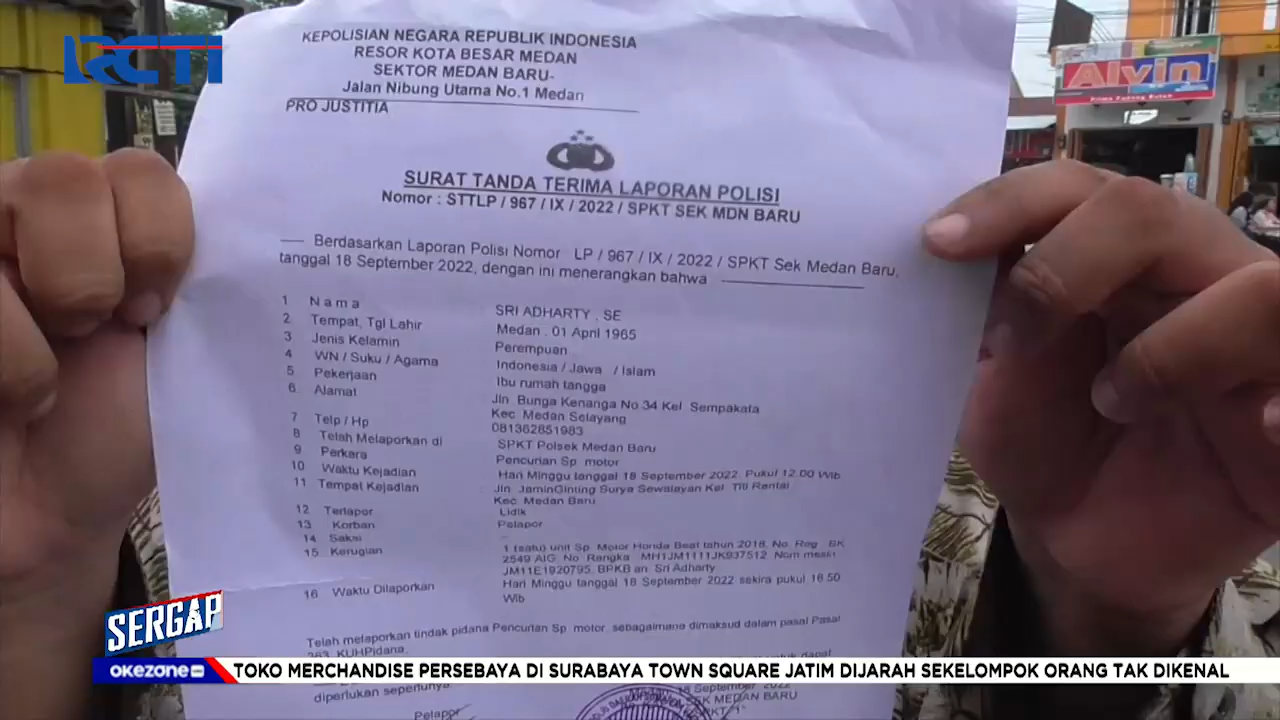 RCTI
KEPOLISIAN NEGARA REPUBLIK INDONESIA
RESOR KOTA BESAR MEDAN
SEKTOR MEDAN BARU-
Jalan Nibung Utama No.1 Medan
PRO JUSTITIA
Alvin
SURAT TANDA TERIMA LAPORAN POLISI
Nomor : STTLP / 967 / IX / 2022 / SPKT SEK MDN BARU
Berdasarkan Laporan Polisi Nomor LP / 967 / IX / 2022 / SPKT Sek Medan Baru,
tanggal 18 September 2022, dengan ini menerangkan bahwa
1 N a m a SRI ADHARTY , SE
2. Tempat, Tgl Lahir Medan , 01 April 1965
3 Jenis Kelamin Perempuan
4 WN / Suku / Agama Indonesia / Jawa / Islam
5 Pekerjaan Ibu rumah tangga
6. Alamat Jln. Bunga Kenanga No.34 Kel. Sempakata
Kec. Medan Selayang
7 Telp / Hp 081362851983
8 Telah Melaporkan di SPKT Polsek Medan Baru
9 Perkara Pencurian Sp. motor
10 Waktu Kejadian Hari Minggu tanggal 18 September 2022. Pukul 12.00 Wib
11 Tempat Kejadian Jln. JaminGinting Surya Sewalayan Kel. Titi Rantai
Kec. Medan Baru
12 Terlapor Lidik
13 Korban Pelapor
14 Saksi -
15 Kerugian 1 (satu) unit Sp. Motor Honda Beat tahun 2018, No. Reg BK
2549 AIG No. Rangka MH1JM1111JK937512 Nom mesin
JM11E1920795, BPKB an. Sri Adharty
16 Waktu Dilaporkan Hari Minggu tanggal 18 September 2022 sekira pukul 16.50
Wib
Telah melaporkan tindak pidana Pencurian Sp. motor, sebagaimana dimaksud dalam pasal Pasal
363 KUHPidana.
diperlukan seperlunya.
18 September 2022
SEK MEDAN BARU
Pelapor
SERGAP
OKEZONE
TOKO MERCHANDISE PERSEBAYA DI SURABAYA TOWN SQUARE JATIM DIJARAH SEKELOMPOK ORANG TAK DIKENAL